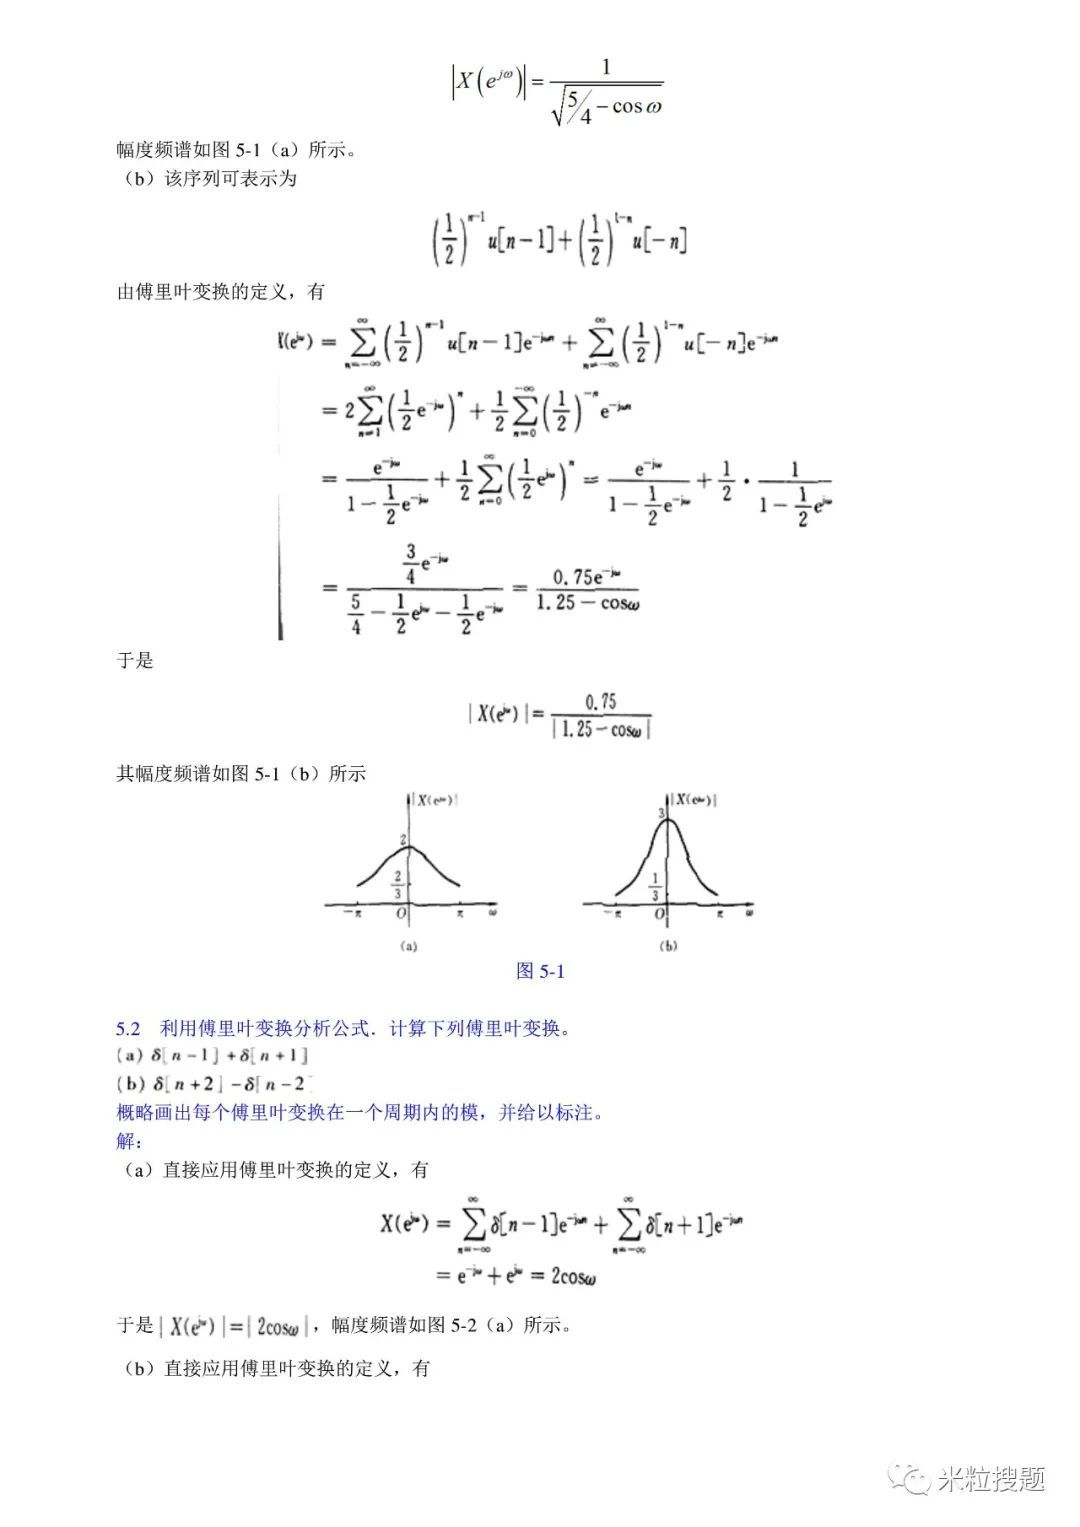 |X(e^{jω})| = 1 / √(5/4 − cos ω)
幅度频谱如图 5-1（a）所示。
（b）该序列可表示为
(1/2)^{n-1} u[n−1] + (1/2)^{1-n} u[−n]
由傅里叶变换的定义，有
X(e^{jω}) = Σ_{n=−∞}^{∞} (1/2)^{n-1} u[n−1]e^{−jωn} + Σ_{n=−∞}^{∞} (1/2)^{1-n} u[−n]e^{−jωn}
= 2 Σ_{n=1}^{∞} (1/2 e^{−jω})^n + 1/2 Σ_{n=0}^{−∞} (1/2)^{−n} e^{−jωn}
= e^{−jω} / (1 − 1/2 e^{−jω}) + 1/2 Σ_{n=0}^{∞} (1/2 e^{jω})^n = e^{−jω} / (1 − 1/2 e^{−jω}) + 1/2 · 1 / (1 − 1/2 e^{jω})
= (3/4 e^{−jω}) / (5/4 − 1/2 e^{jω} − 1/2 e^{−jω}) = 0.75e^{−jω} / (1.25 − cosω)
于是
|X(e^{jω})| = 0.75 / |1.25 − cosω|
其幅度频谱如图 5-1（b）所示
|X(e^{jω})|
2
2/3
−π O π ω
(a)
|X(e^{jω})|
3
1/3
−π O π ω
(b)
图 5-1
5.2 利用傅里叶变换分析公式．计算下列傅里叶变换。
(a) δ[n−1] + δ[n+1]
(b) δ[n+2] − δ[n−2]
概略画出每个傅里叶变换在一个周期内的模，并给以标注。
解：
（a）直接应用傅里叶变换的定义，有
X(e^{jω}) = Σ_{n=−∞}^{∞} δ[n−1]e^{−jωn} + Σ_{n=−∞}^{∞} δ[n+1]e^{−jωn}
= e^{−jω} + e^{jω} = 2cosω
于是 |X(e^{jω})| = |2cosω|，幅度频谱如图 5-2（a）所示。
（b）直接应用傅里叶变换的定义，有
米粒搜题